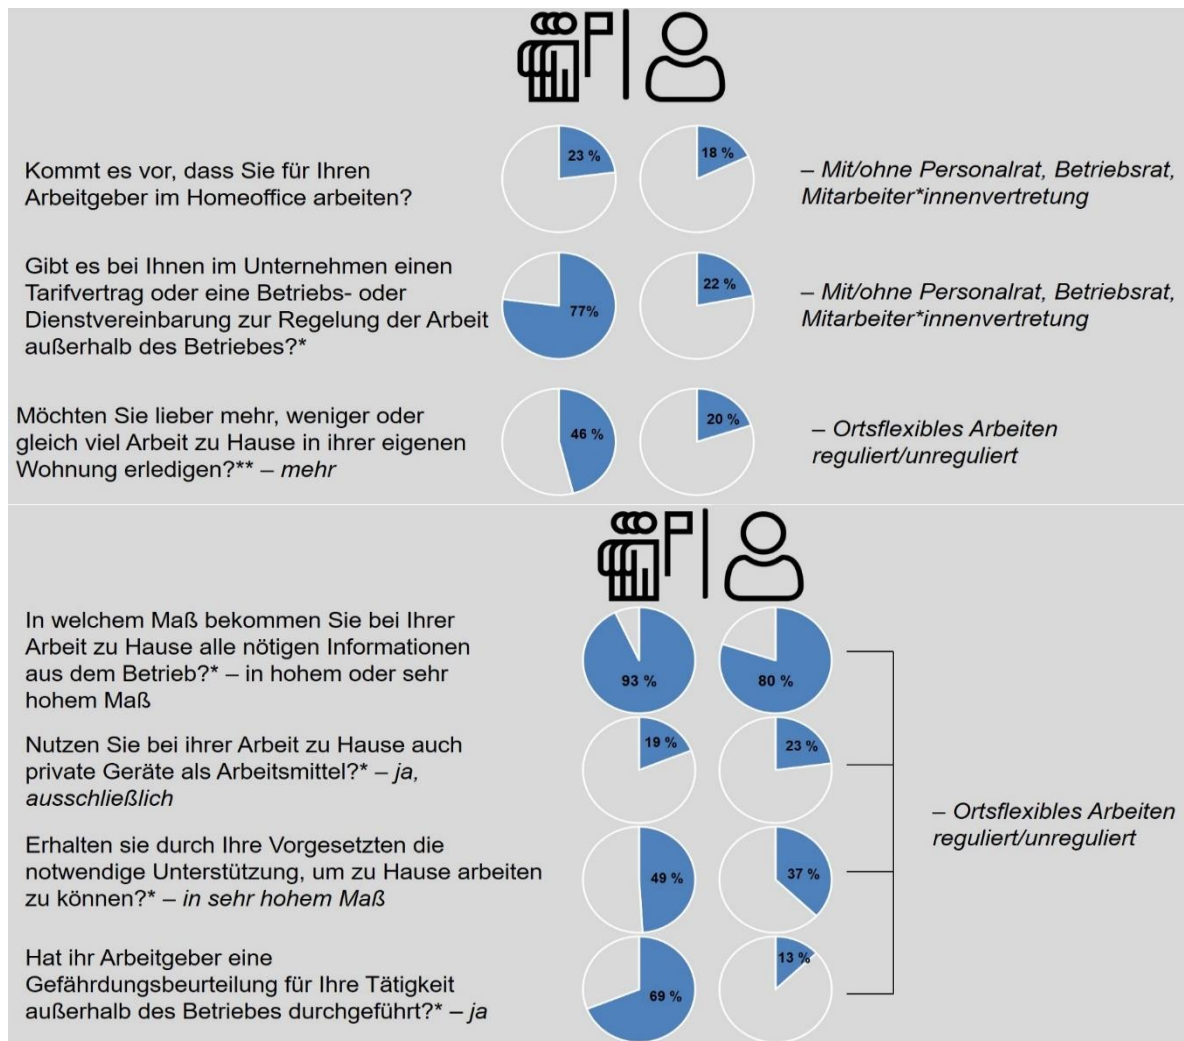 Kommt es vor, dass Sie für Ihren
Arbeitgeber im Homeoffice arbeiten?
23 %
18 %
– Mit/ohne Personalrat, Betriebsrat,
Mitarbeiter*innenvertretung
Gibt es bei Ihnen im Unternehmen einen
Tarifvertrag oder eine Betriebs- oder
Dienstvereinbarung zur Regelung der Arbeit
außerhalb des Betriebes?*
77%
22 %
– Mit/ohne Personalrat, Betriebsrat,
Mitarbeiter*innenvertretung
Möchten Sie lieber mehr, weniger oder
gleich viel Arbeit zu Hause in ihrer eigenen
Wohnung erledigen?** – mehr
46 %
20 %
– Ortsflexibles Arbeiten
reguliert/unreguliert
In welchem Maß bekommen Sie bei Ihrer
Arbeit zu Hause alle nötigen Informationen
aus dem Betrieb?* – in hohem oder sehr
hohem Maß
93 %
80 %
Nutzen Sie bei ihrer Arbeit zu Hause auch
private Geräte als Arbeitsmittel?* – ja,
ausschließlich
19 %
23 %
Erhalten sie durch Ihre Vorgesetzten die
notwendige Unterstützung, um zu Hause arbeiten
zu können?* – in sehr hohem Maß
49 %
37 %
Hat ihr Arbeitgeber eine
Gefährdungsbeurteilung für Ihre Tätigkeit
außerhalb des Betriebes durchgeführt?* – ja
69 %
13 %
– Ortsflexibles Arbeiten
reguliert/unreguliert